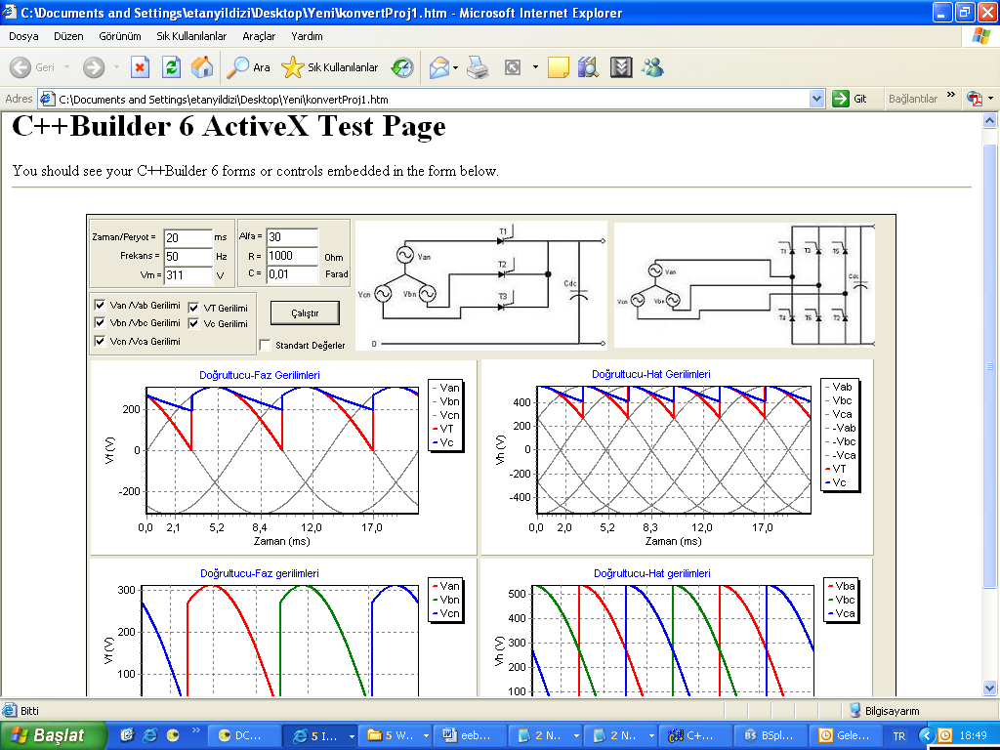 C:\Documents and Settings\etanyildizi\Desktop\Yeni\konvertProj1.htm - Microsoft Internet Explorer
Dosya Düzen Görünüm Sık Kullanılanlar Araçlar Yardım
Geri Ara Sık Kullanılanlar
Adres C:\Documents and Settings\etanyildizi\Desktop\Yeni\konvertProj1.htm Git Bağlantılar »
C++Builder 6 ActiveX Test Page
You should see your C++Builder 6 forms or controls embedded in the form below.
Zaman/Peryot = 20 ms
Frekans = 50 Hz
Vm = 311 V
Alfa = 30
R = 1000 Ohm
C = 0,01 Farad
Van /Vab Gerilimi
VT Gerilimi
Vbn /Vbc Gerilimi
Vc Gerilimi
Vcn /Vca Gerilimi
Çalıştır
Standart Değerler
T1
T2
T3
Van
Vcn
Vbn
Cdc
0
T1 T3 T5
Van
Vcn
Vbn
Cdc
T4 T6 T2
Doğrultucu-Faz Gerilimleri
Vf (V)
200
0
-200
0,0 2,1 5,2 8,4 12,0 17,0
Zaman (ms)
Van
Vbn
Vcn
VT
Vc
Doğrultucu-Hat Gerilimleri
Vh (V)
400
200
0
-200
-400
0,0 2,0 5,2 8,3 12,0 17,0
Zaman (ms)
Vab
Vbc
Vca
-Vab
-Vbc
-Vca
VT
Vc
Doğrultucu-Faz gerilimleri
Vf (V)
300
200
100
Van
Vbn
Vcn
Doğrultucu-Hat gerilimleri
Vh (V)
500
400
300
200
100
Vba
Vbc
Vca
Bitti Bilgisayarım
Başlat » DC... 5 I... 5 W... eeb... 2 N... 2 N... C+... BSpl... Gele... TR 18:49